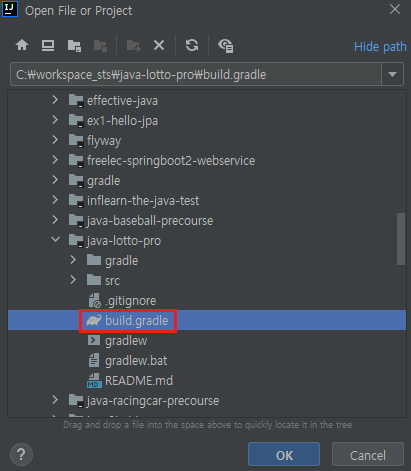 IJ
Open File or Project
Hide path
C:₩workspace_sts₩java-lotto-pro₩build.gradle
effective-java
ex1-hello-jpa
flyway
freelec-springboot2-webservice
gradle
inflearn-the-java-test
java-baseball-precourse
java-lotto-pro
gradle
src
.gitignore
build.gradle
gradlew
gradlew.bat
MD README.md
java-racingcar-precourse
Drag and drop a file into the space above to quickly locate it in the tree
? OK Cancel